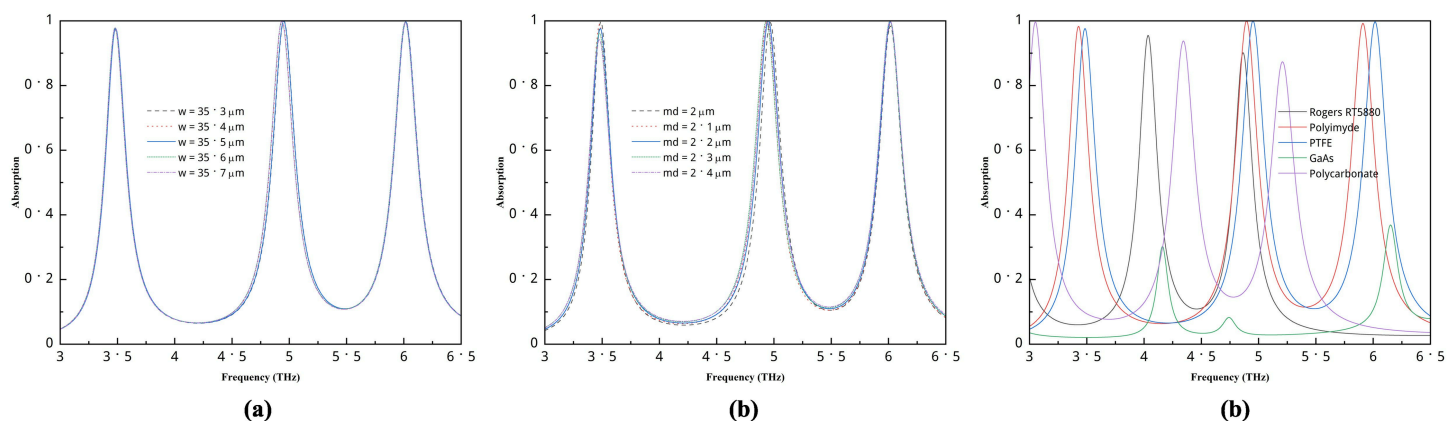 1
0.8
0.6
0.4
0.2
0
Absorption
w = 35.3 μm
w = 35.4 μm
w = 35.5 μm
w = 35.6 μm
w = 35.7 μm
3 3.5 4 4.5 5 5.5 6 6.5
Frequency (THz)
(a)
1
0.8
0.6
0.4
0.2
0
Absorption
md = 2 μm
md = 2.1 μm
md = 2.2 μm
md = 2.3 μm
md = 2.4 μm
3 3.5 4 4.5 5 5.5 6 6.5
Frequency (THz)
(b)
1
0.8
0.6
0.4
0.2
0
Absorption
Rogers RT5880
Polyimyde
PTFE
GaAs
Polycarbonate
3 3.5 4 4.5 5 5.5 6 6.5
Frequency (THz)
(b)